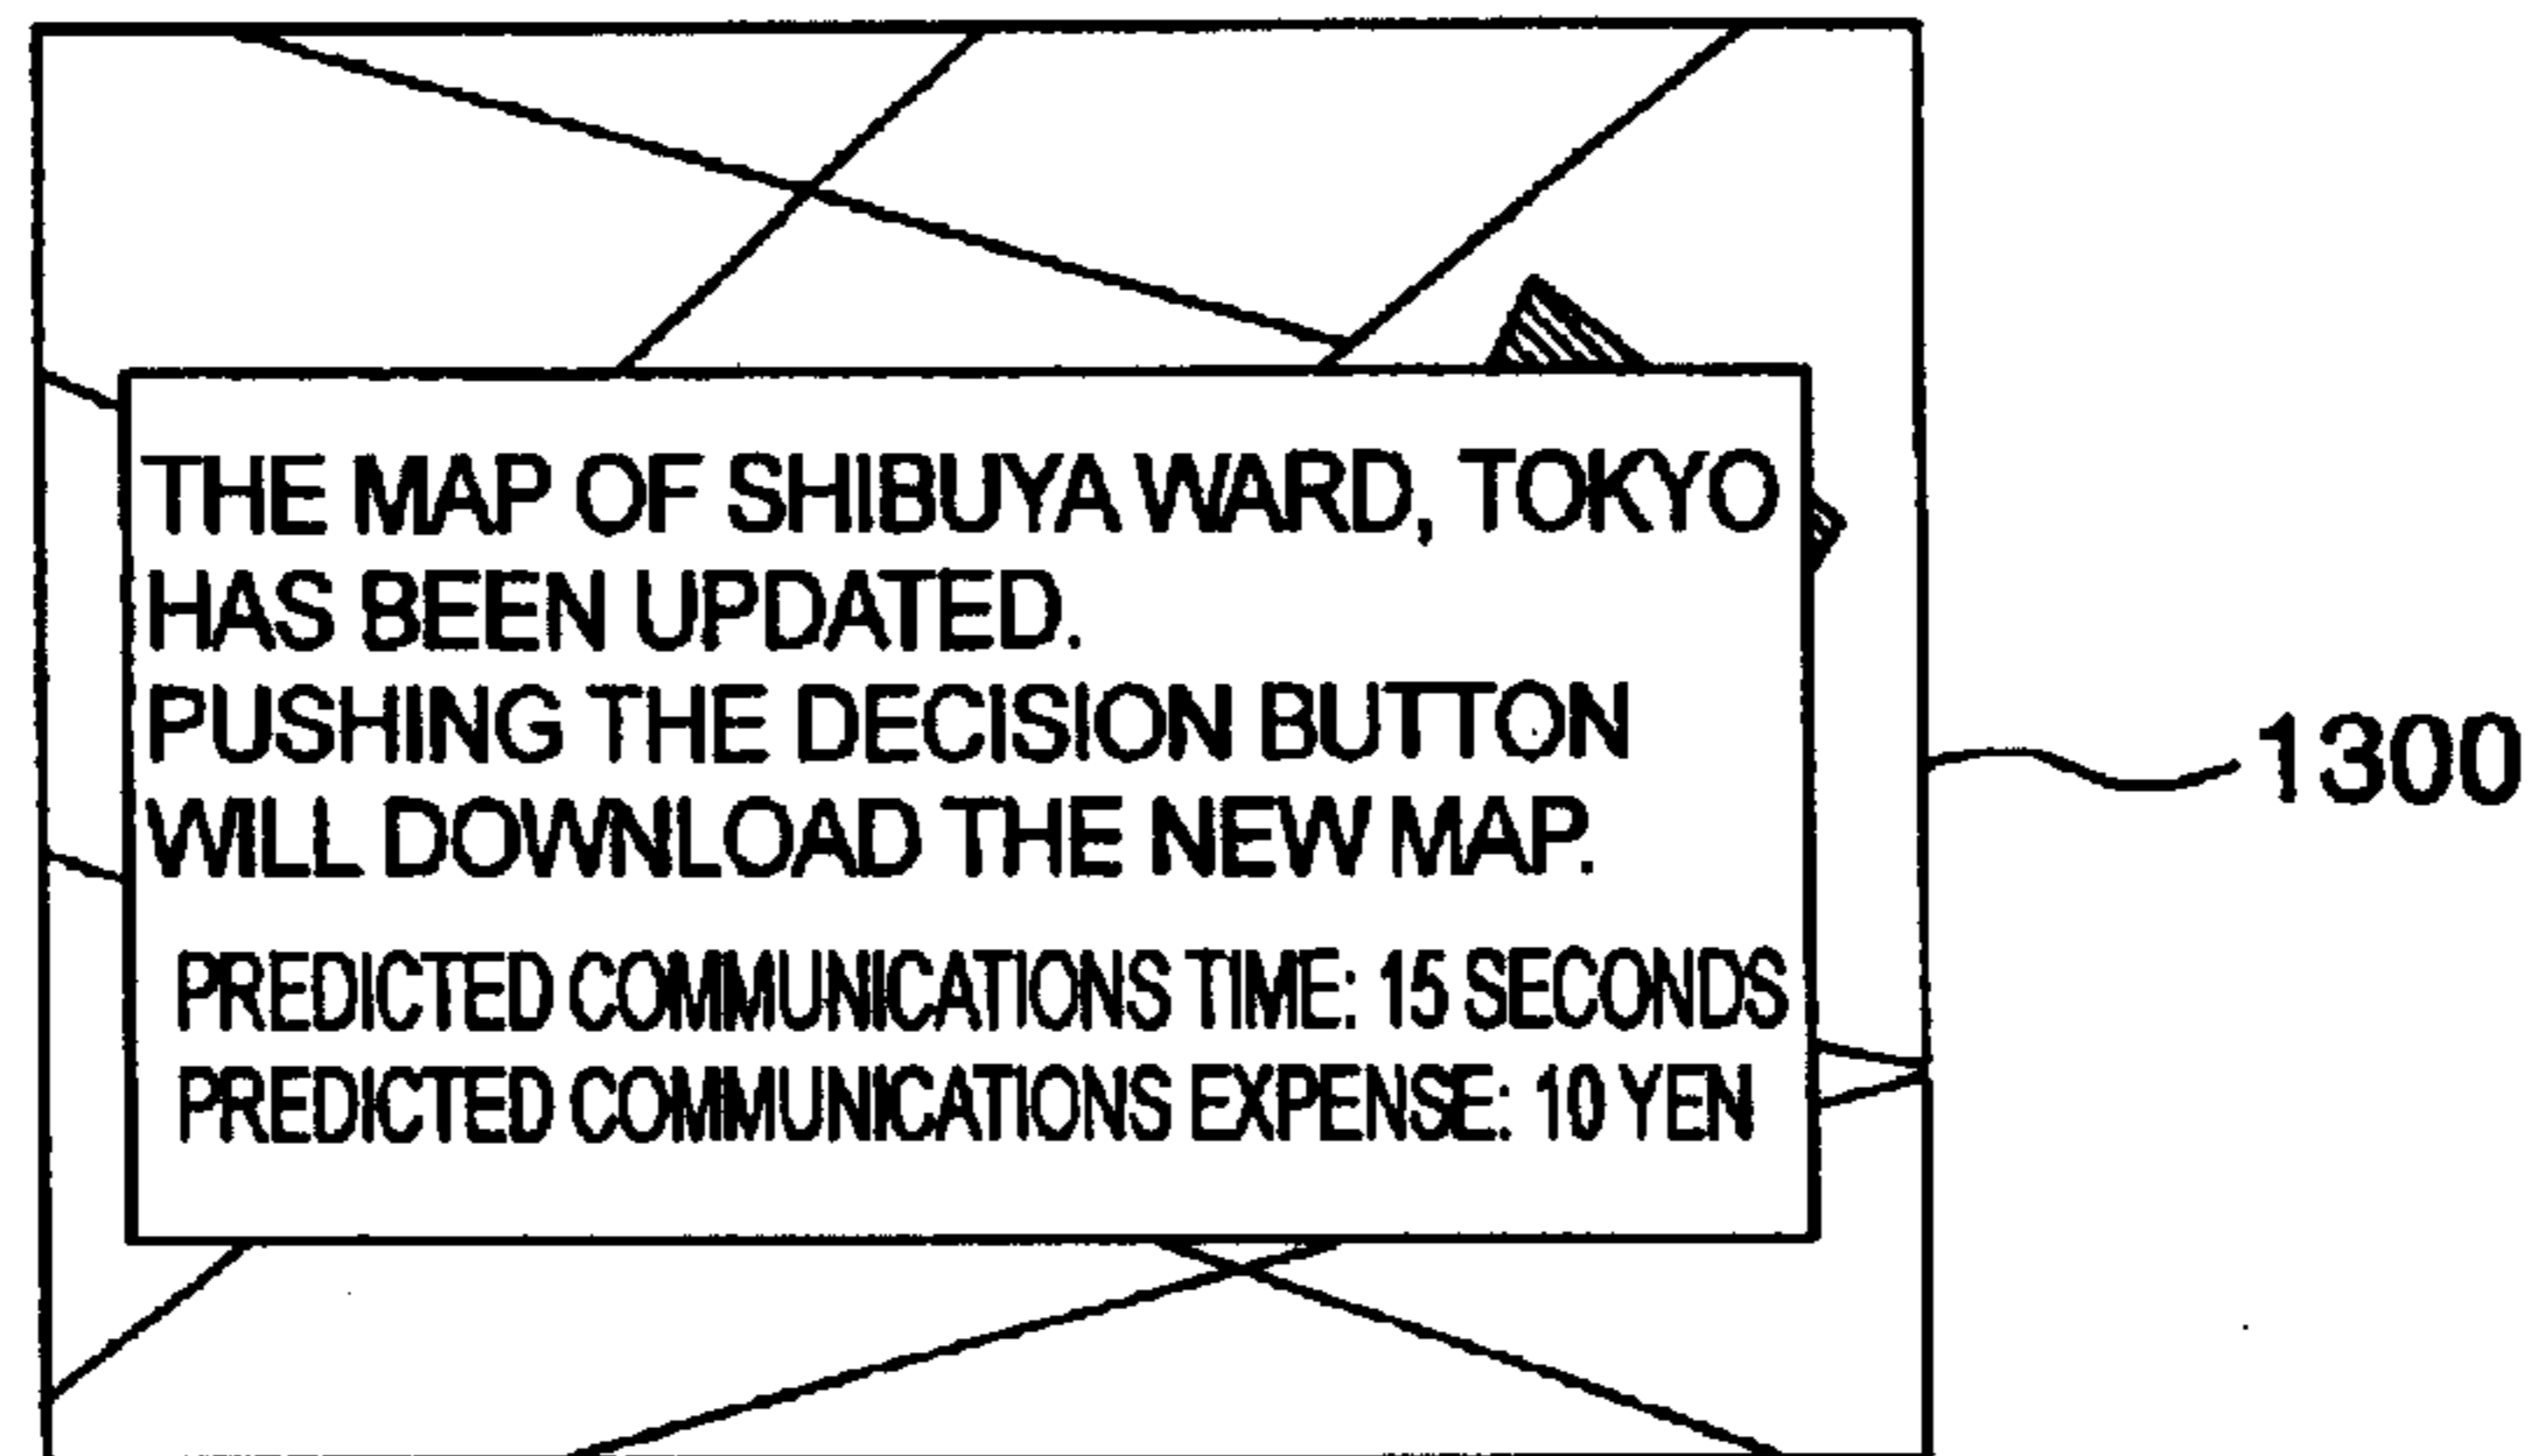 THE MAP OF SHIBUYA WARD, TOKYO
HAS BEEN UPDATED.
PUSHING THE DECISION BUTTON
WILL DOWNLOAD THE NEW MAP.
PREDICTED COMMUNICATIONS TIME: 15 SECONDS
PREDICTED COMMUNICATIONS EXPENSE: 10 YEN
1300